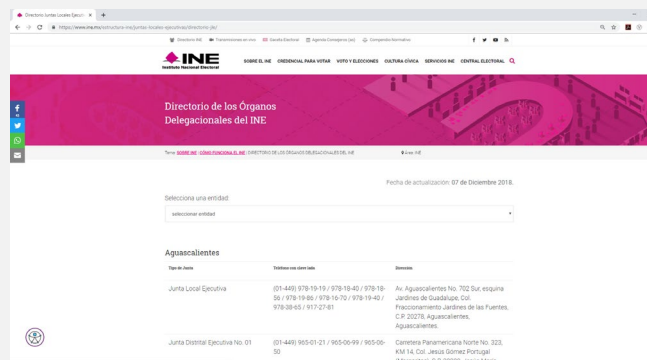 Directorio Juntas Locales Ejecuti
https://www.ine.mx/estructura-ine/juntas-locales-ejecutivas/directorio-jle/
Directorio INE Transmisiones en vivo Gaceta Electoral Agenda Consejeros (as) Compendio Normativo
INE
Instituto Nacional Electoral
SOBRE EL INE CREDENCIAL PARA VOTAR VOTO Y ELECCIONES CULTURA CÍVICA SERVICIOS INE CENTRAL ELECTORAL
Directorio de los Órganos
Delegacionales del INE
Tema: SOBRE INE | CÓMO FUNCIONA EL INE | DIRECTORIO DE LOS ÓRGANOS DELEGACIONALES DEL INE
Área: INE
Fecha de actualización: 07 de Diciembre 2018.
Selecciona una entidad:
seleccionar entidad
Aguascalientes
Tipo de Junta Teléfono con clave lada Dirección
Junta Local Ejecutiva
(01-449) 978-19-19 / 978-18-40 / 978-18-
56 / 978-19-86 / 978-16-70 / 978-19-40 /
978-38-65 / 917-27-81
Av. Aguascalientes No. 702 Sur, esquina
Jardines de Guadalupe, Col.
Fraccionamiento Jardines de las Fuentes,
C.P. 20278, Aguascalientes,
Aguascalientes.
Junta Distrital Ejecutiva No. 01
(01-449) 965-01-21 / 965-06-99 / 965-06-
50
Carretera Panamericana Norte No. 323,
KM 14, Col. Jesús Gómez Portugal